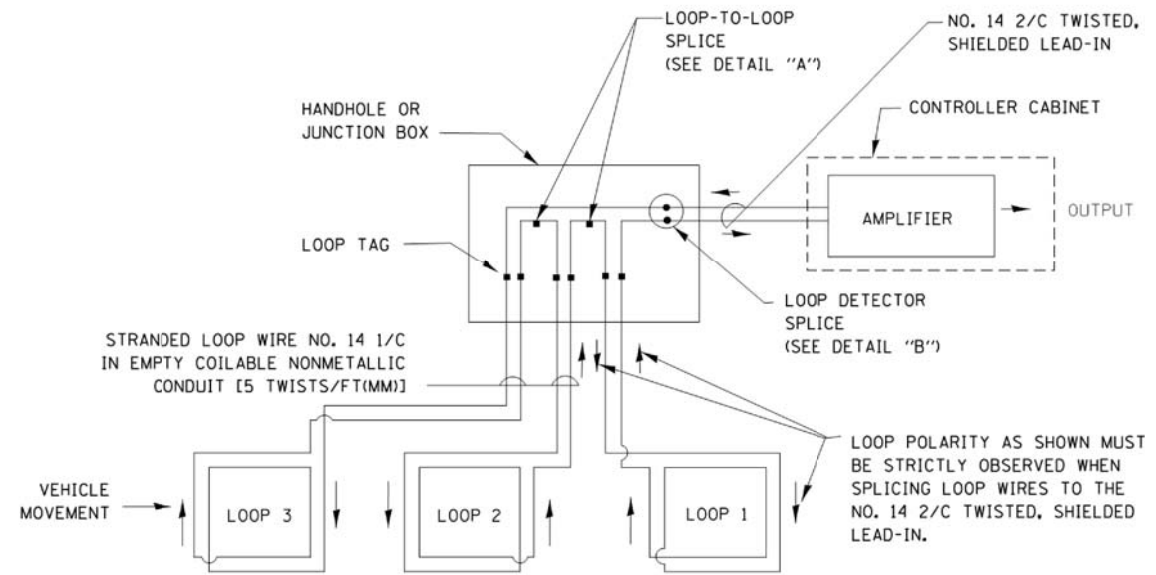 LOOP-TO-LOOP
SPLICE
(SEE DETAIL "A")
NO. 14 2/C TWISTED,
SHIELDED LEAD-IN
HANDHOLE OR
JUNCTION BOX
CONTROLLER CABINET
AMPLIFIER
OUTPUT
LOOP TAG
LOOP DETECTOR
SPLICE
(SEE DETAIL "B")
STRANDED LOOP WIRE NO. 14 1/C
IN EMPTY COILABLE NONMETALLIC
CONDUIT [5 TWISTS/FT(MM)]
LOOP POLARITY AS SHOWN MUST
BE STRICTLY OBSERVED WHEN
SPLICING LOOP WIRES TO THE
NO. 14 2/C TWISTED, SHIELDED
LEAD-IN.
VEHICLE
MOVEMENT
LOOP 3
LOOP 2
LOOP 1